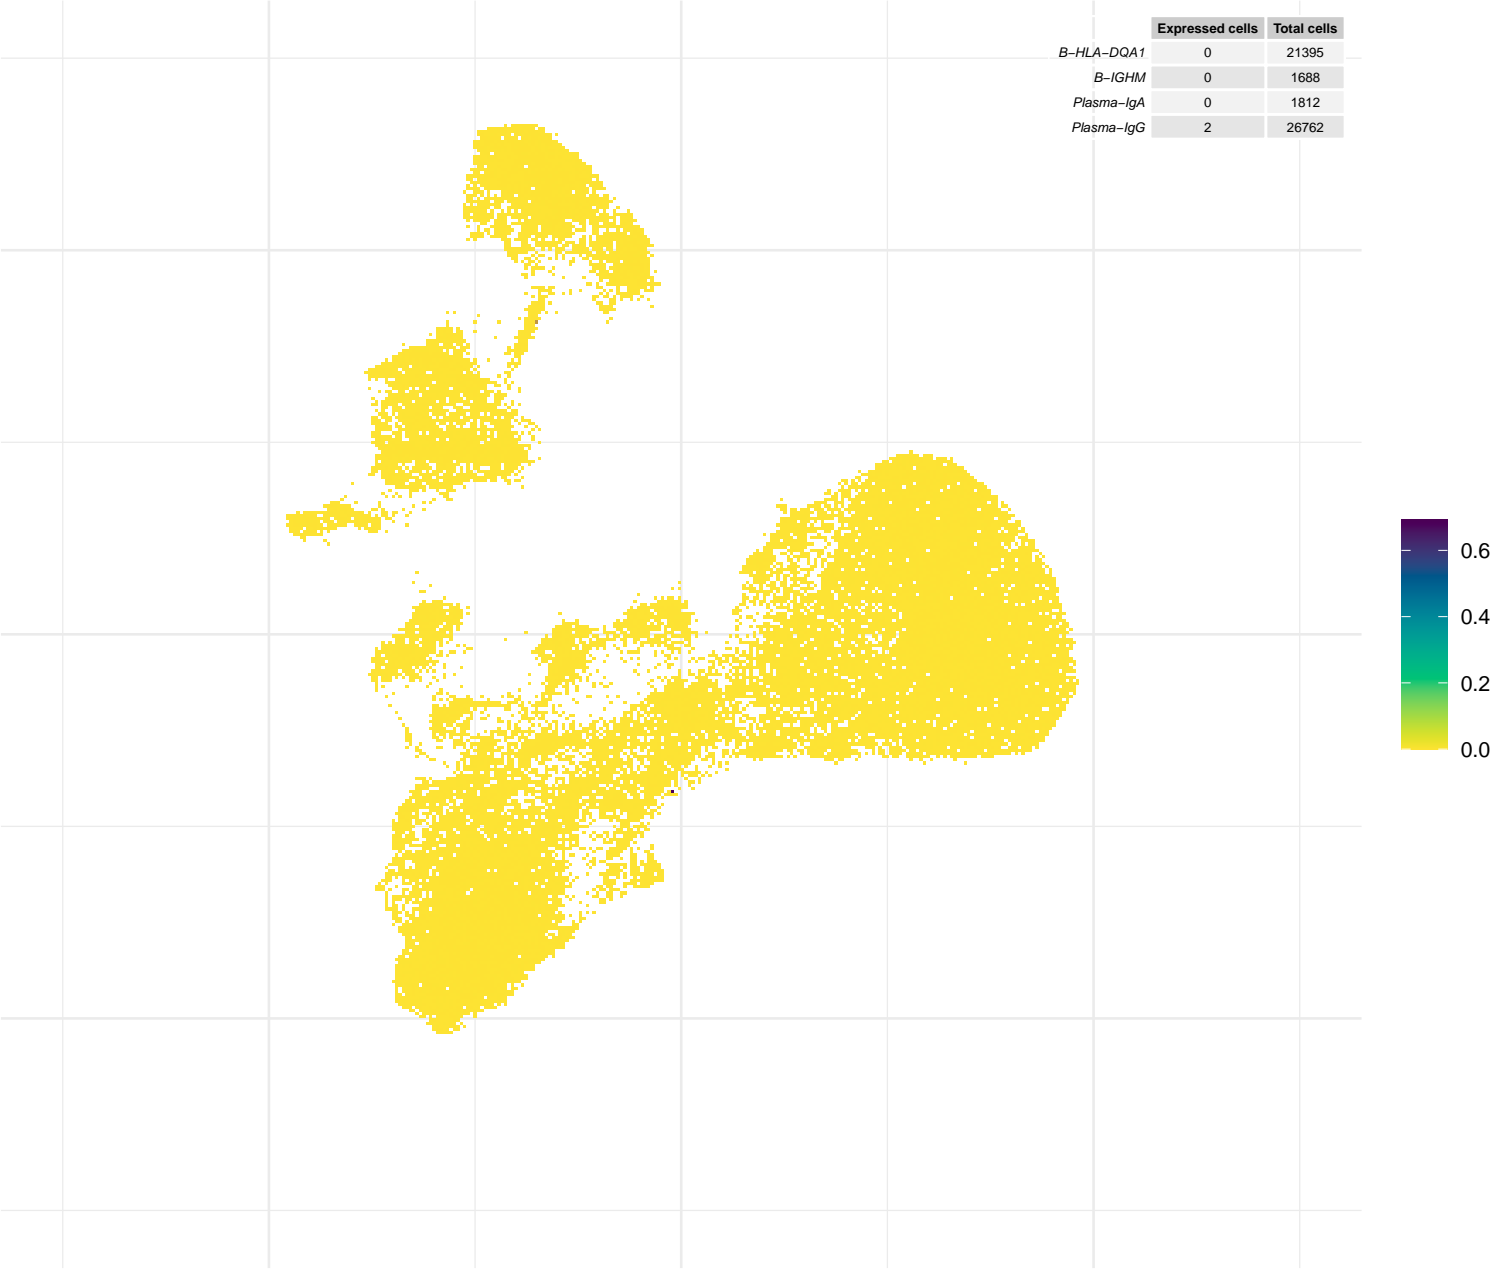 Expressed cells Total cells
B−HLA−DQA1 0 21395
B−IGHM 0 1688
Plasma−IgA 0 1812
Plasma−IgG 2 26762
0.6
0.4
0.2
0.0